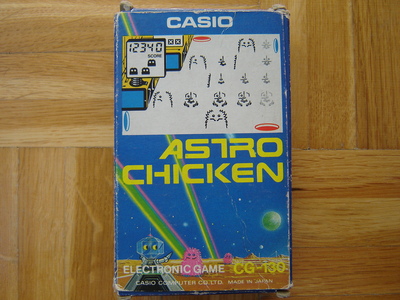 CASIO
12340
SCORE
ASTRO
CHICKEN
ELECTRONIC GAME CG-130
CASIO COMPUTER CO.,LTD. MADE IN JAPAN